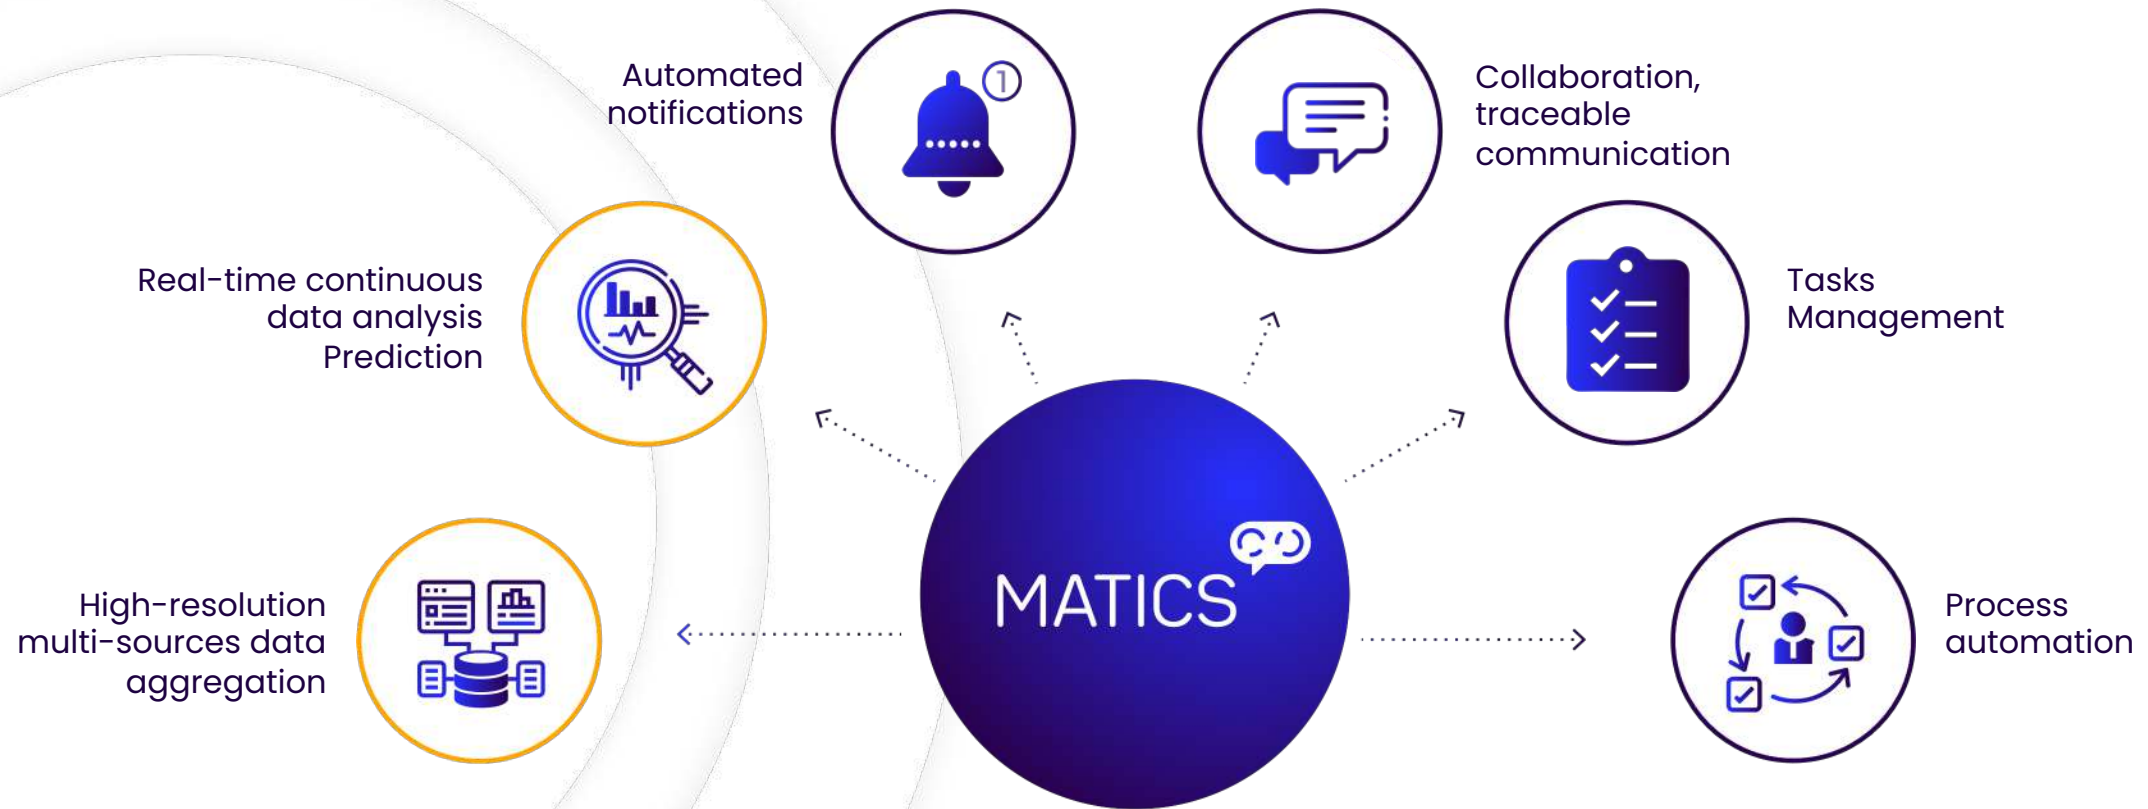 Automated
notifications
1
Collaboration,
traceable
communication
Real-time continuous
data analysis
Prediction
Tasks
Management
High-resolution
multi-sources data
aggregation
MATICS
Process
automation